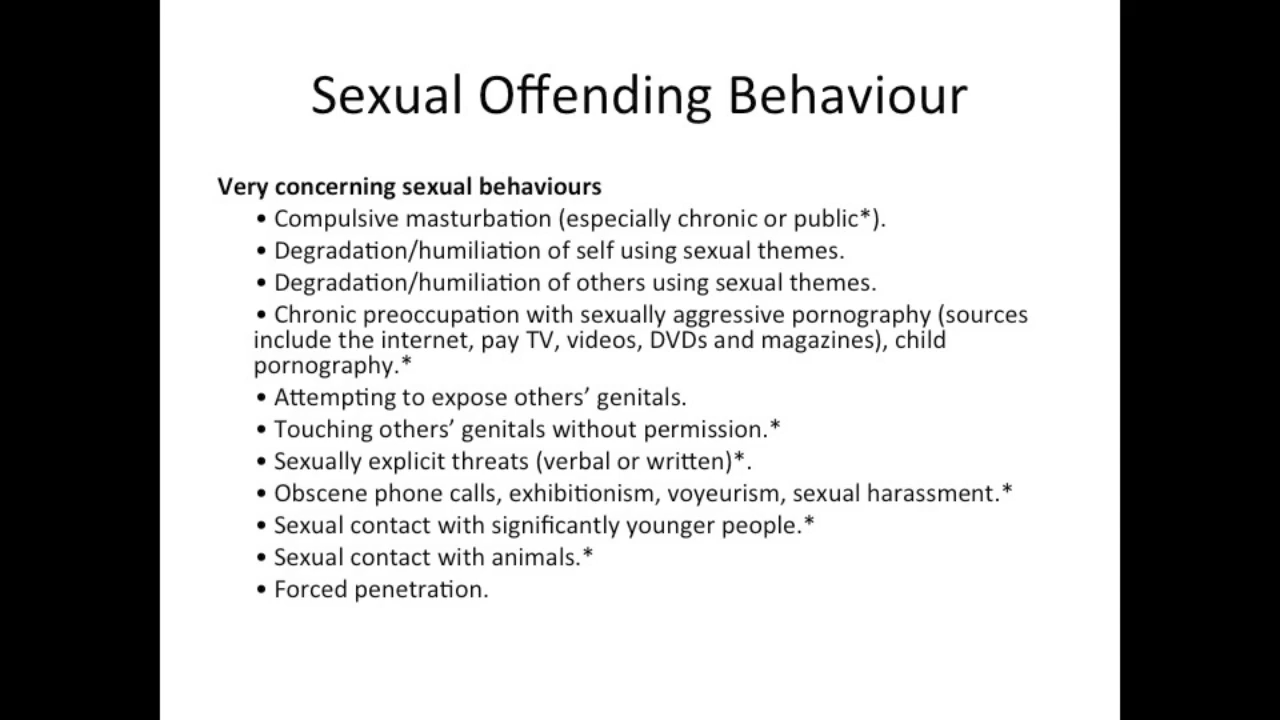 Sexual Offending Behaviour
Very concerning sexual behaviours
• Compulsive masturbation (especially chronic or public*).
• Degradation/humiliation of self using sexual themes.
• Degradation/humiliation of others using sexual themes.
• Chronic preoccupation with sexually aggressive pornography (sources
include the internet, pay TV, videos, DVDs and magazines), child
pornography.*
• Attempting to expose others’ genitals.
• Touching others’ genitals without permission.*
• Sexually explicit threats (verbal or written)*.
• Obscene phone calls, exhibitionism, voyeurism, sexual harassment.*
• Sexual contact with significantly younger people.*
• Sexual contact with animals.*
• Forced penetration.